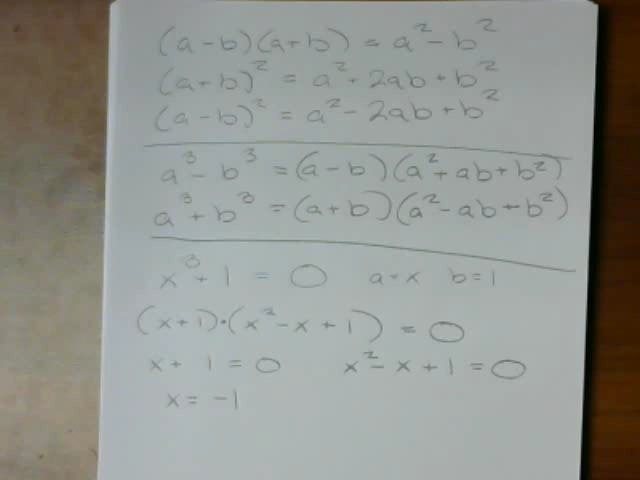 (a-b)(a+b) = a² - b²
(a+b)² = a² + 2ab + b²
(a-b)² = a² - 2ab + b²
a³ - b³ = (a-b)(a² + ab + b²)
a³ + b³ = (a+b)(a² - ab + b²)
x³ + 1 = 0 a=x b=1
(x+1)·(x² - x + 1) = 0
x + 1 = 0 x² - x + 1 = 0
x = -1